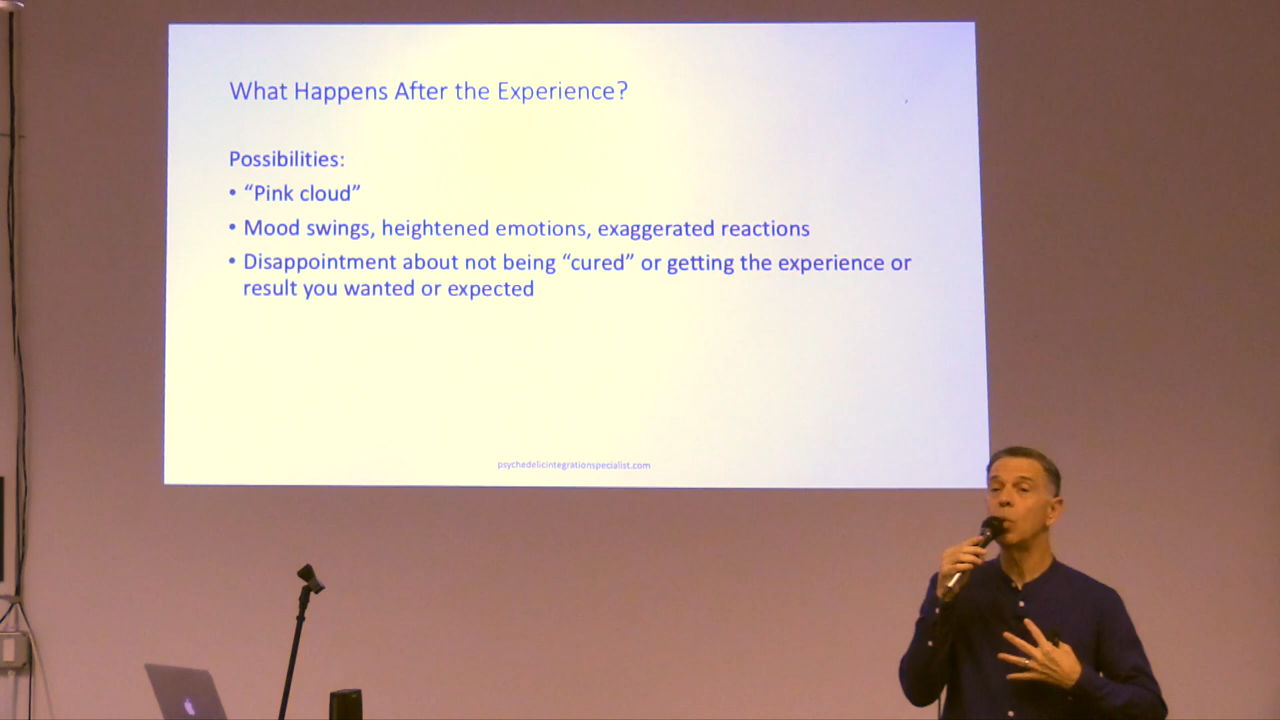 What Happens After the Experience?
Possibilities:
• “Pink cloud”
• Mood swings, heightened emotions, exaggerated reactions
• Disappointment about not being “cured” or getting the experience or
result you wanted or expected
psychedelicintegrationspecialist.com